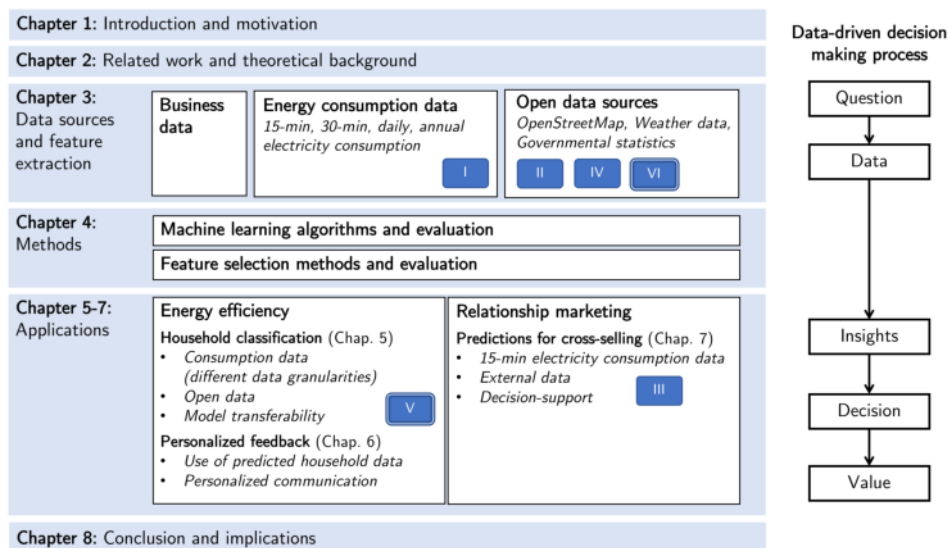 Chapter 1: Introduction and motivation
Chapter 2: Related work and theoretical background
Chapter 3:
Data sources
and feature
extraction
Business
data
Energy consumption data
15-min, 30-min, daily, annual
electricity consumption
I
Open data sources
OpenStreetMap, Weather data,
Governmental statistics
II
IV
VI
Chapter 4:
Methods
Machine learning algorithms and evaluation
Feature selection methods and evaluation
Chapter 5-7:
Applications
Energy efficiency
Household classification (Chap. 5)
• Consumption data
(different data granularities)
• Open data
• Model transferability
V
Personalized feedback (Chap. 6)
• Use of predicted household data
• Personalized communication
Relationship marketing
Predictions for cross-selling (Chap. 7)
• 15-min electricity consumption data
• External data
• Decision-support
III
Chapter 8: Conclusion and implications
Data-driven decision
making process
Question
Data
Insights
Decision
Value